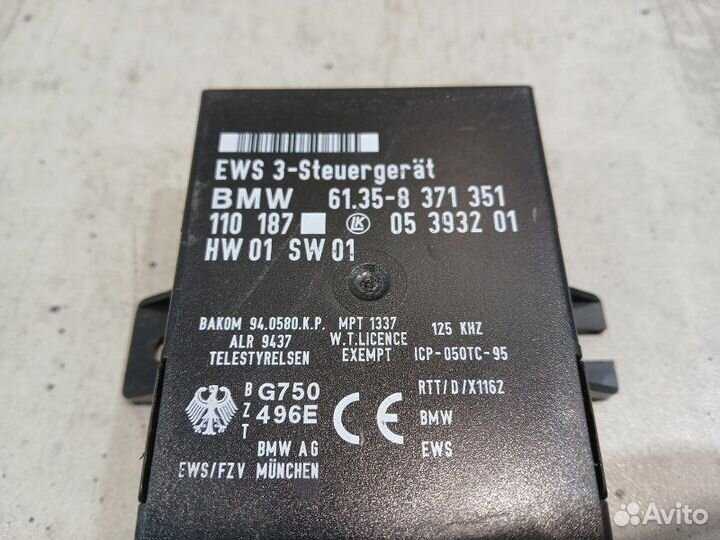 EWS 3-Steuergerät
BMW 61.35-8 371 351
110 187 LK 05 3932 01
HW 01 SW 01
BAKOM 94.0580.K.P. MPT 1337 125 KHZ
ALR 9437 W.T.LICENCE
TELESTYRELSEN EXEMPT ICP-050TC-95
BZT G750 496E CE RTT/D/X1162
BMW
BMW AG EWS
EWS/FZV MÜNCHEN
Avito